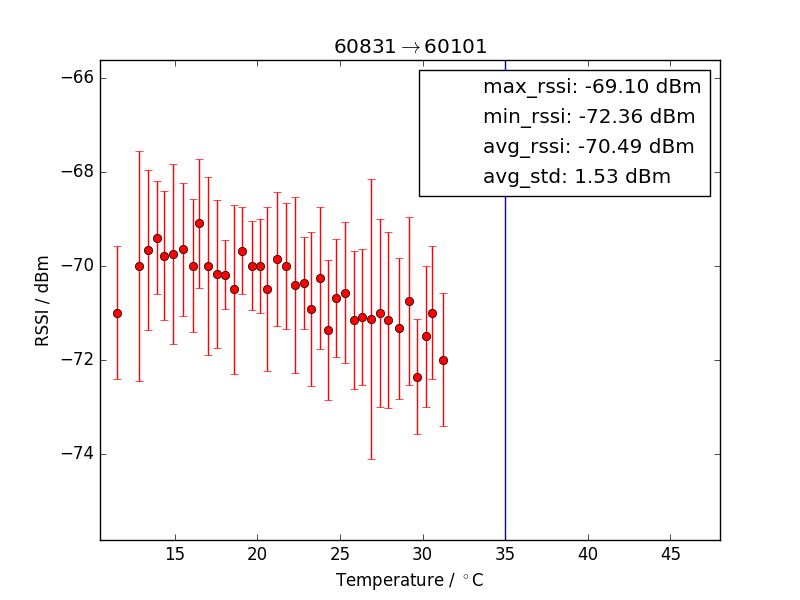 60831→60101
max_rssi: -69.10 dBm
min_rssi: -72.36 dBm
avg_rssi: -70.49 dBm
avg_std: 1.53 dBm
RSSI / dBm
−66
−68
−70
−72
−74
15 20 25 30 35 40 45
Temperature / °C